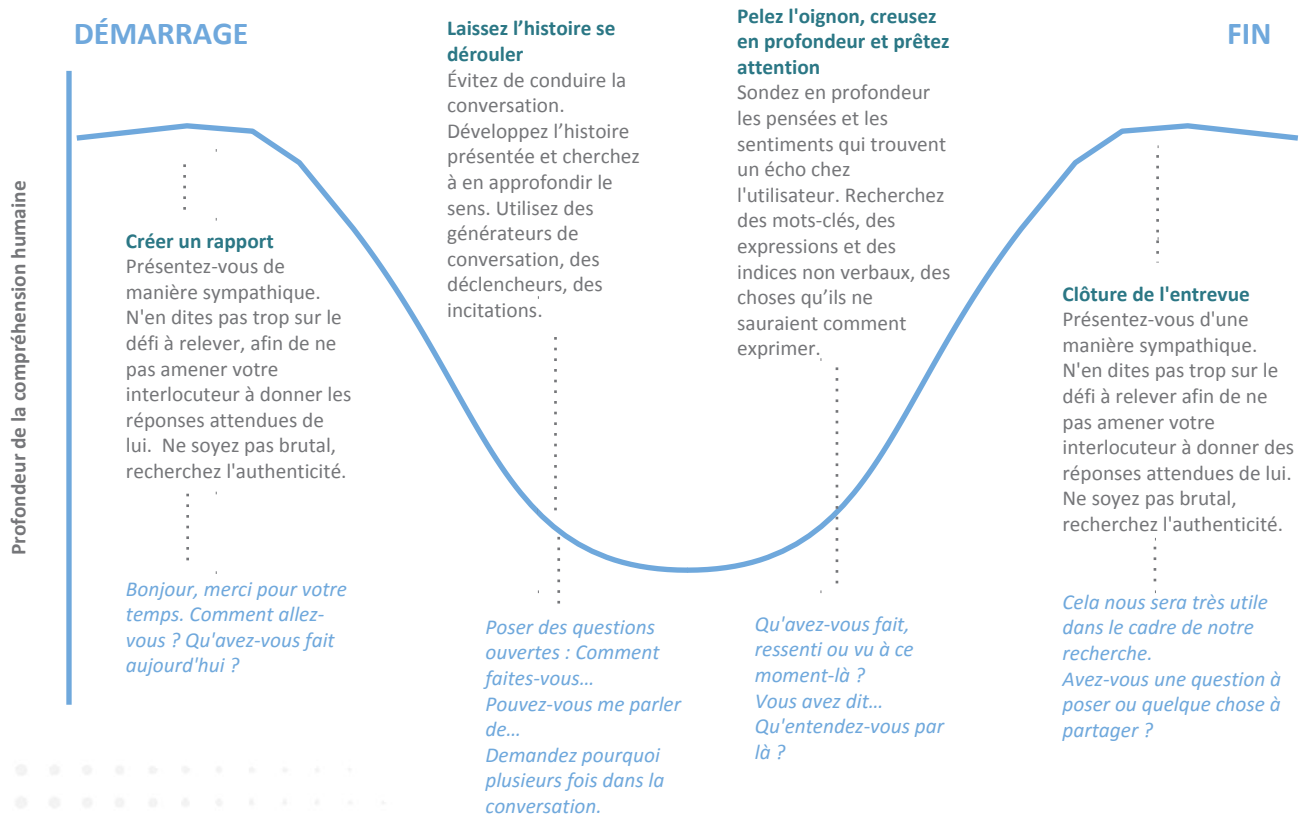 DÉMARRAGE
Profondeur de la compréhension humaine
Créer un rapport
Présentez-vous de
manière sympathique.
N'en dites pas trop sur le
défi à relever, afin de ne
pas amener votre
interlocuteur à donner les
réponses attendues de
lui.  Ne soyez pas brutal,
recherchez l'authenticité.
Bonjour, merci pour votre
temps. Comment allez-
vous ? Qu'avez-vous fait
aujourd'hui ?
Laissez l’histoire se
dérouler
Évitez de conduire la
conversation.
Développez l’histoire
présentée et cherchez
à en approfondir le
sens. Utilisez des
générateurs de
conversation, des
déclencheurs, des
incitations.
Poser des questions
ouvertes : Comment
faites-vous…
Pouvez-vous me parler
de…
Demandez pourquoi
plusieurs fois dans la
conversation.
Pelez l'oignon, creusez
en profondeur et prêtez
attention
Sondez en profondeur
les pensées et les
sentiments qui trouvent
un écho chez
l'utilisateur. Recherchez
des mots-clés, des
expressions et des
indices non verbaux, des
choses qu’ils ne
sauraient comment
exprimer.
Qu'avez-vous fait,
ressenti ou vu à ce
moment-là ?
Vous avez dit…
Qu'entendez-vous par
là ?
FIN
Clôture de l'entrevue
Présentez-vous d'une
manière sympathique.
N'en dites pas trop sur le
défi à relever afin de ne
pas amener votre
interlocuteur à donner des
réponses attendues de lui.
Ne soyez pas brutal,
recherchez l'authenticité.
Cela nous sera très utile
dans le cadre de notre
recherche.
Avez-vous une question à
poser ou quelque chose à
partager ?